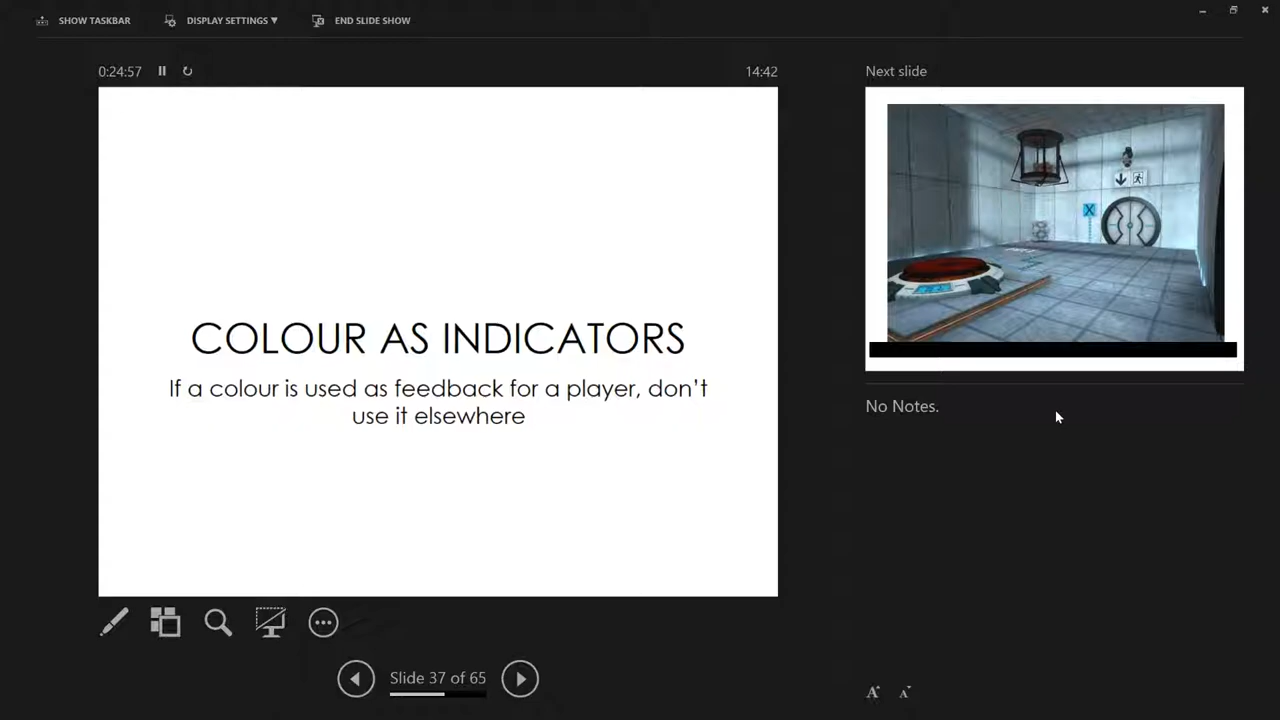 SHOW TASKBAR
DISPLAY SETTINGS ▼
END SLIDE SHOW
0:24:57
14:42
Next slide
COLOUR AS INDICATORS
If a colour is used as feedback for a player, don't
use it elsewhere
X
No Notes.
Slide 37 of 65
A
A